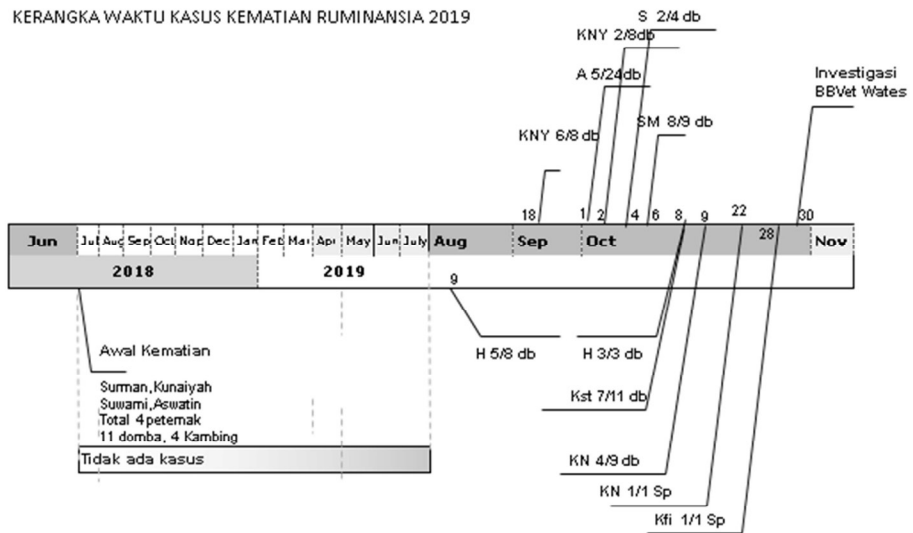 KERANGKA WAKTU KASUS KEMATIAN RUMINANSIA 2019
S 2/4 db
KNY 2/8db
A 5/24db
Investigasi
BBVet Wates
KNY 6/8 db
SM 8/9 db
18 1 2 4 6 8 9 22 28 30
Jun Jul Aug Sep Oct Nop Dec Jan Feb Mar Apr May Jun July Aug Sep Oct Nov
2018 2019
9
Awal Kematian
H 5/8 db
H 3/3 db
Surman,Kunaiyah
Suwarni,Aswatin
Total 4 peternak
11 domba, 4 Kambing
Kst 7/11 db
Tidak ada kasus
KN 4/9 db
KN 1/1 Sp
Kfi 1/1 Sp